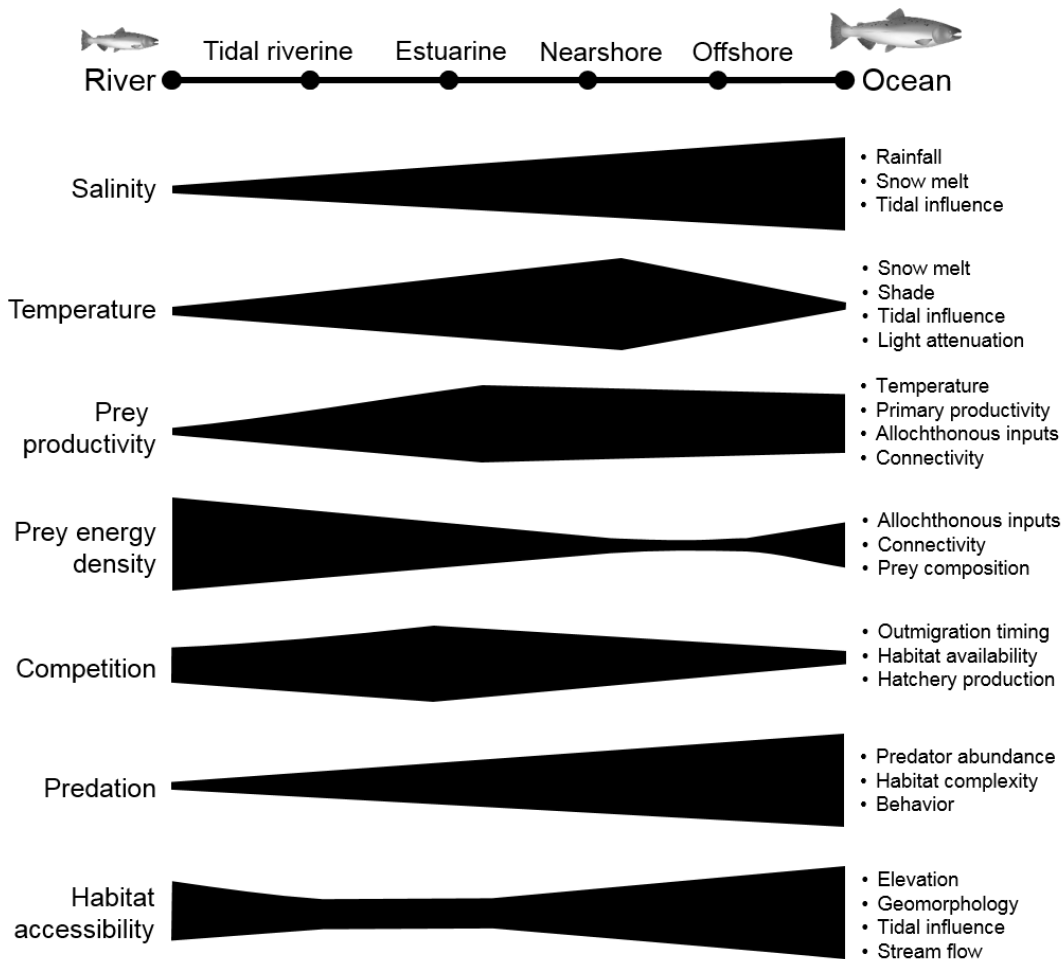 Tidal riverine Estuarine Nearshore Offshore
River Ocean
Salinity
• Rainfall
• Snow melt
• Tidal influence
Temperature
• Snow melt
• Shade
• Tidal influence
• Light attenuation
Prey
productivity
• Temperature
• Primary productivity
• Allochthonous inputs
• Connectivity
Prey energy
density
• Allochthonous inputs
• Connectivity
• Prey composition
Competition
• Outmigration timing
• Habitat availability
• Hatchery production
Predation
• Predator abundance
• Habitat complexity
• Behavior
Habitat
accessibility
• Elevation
• Geomorphology
• Tidal influence
• Stream flow